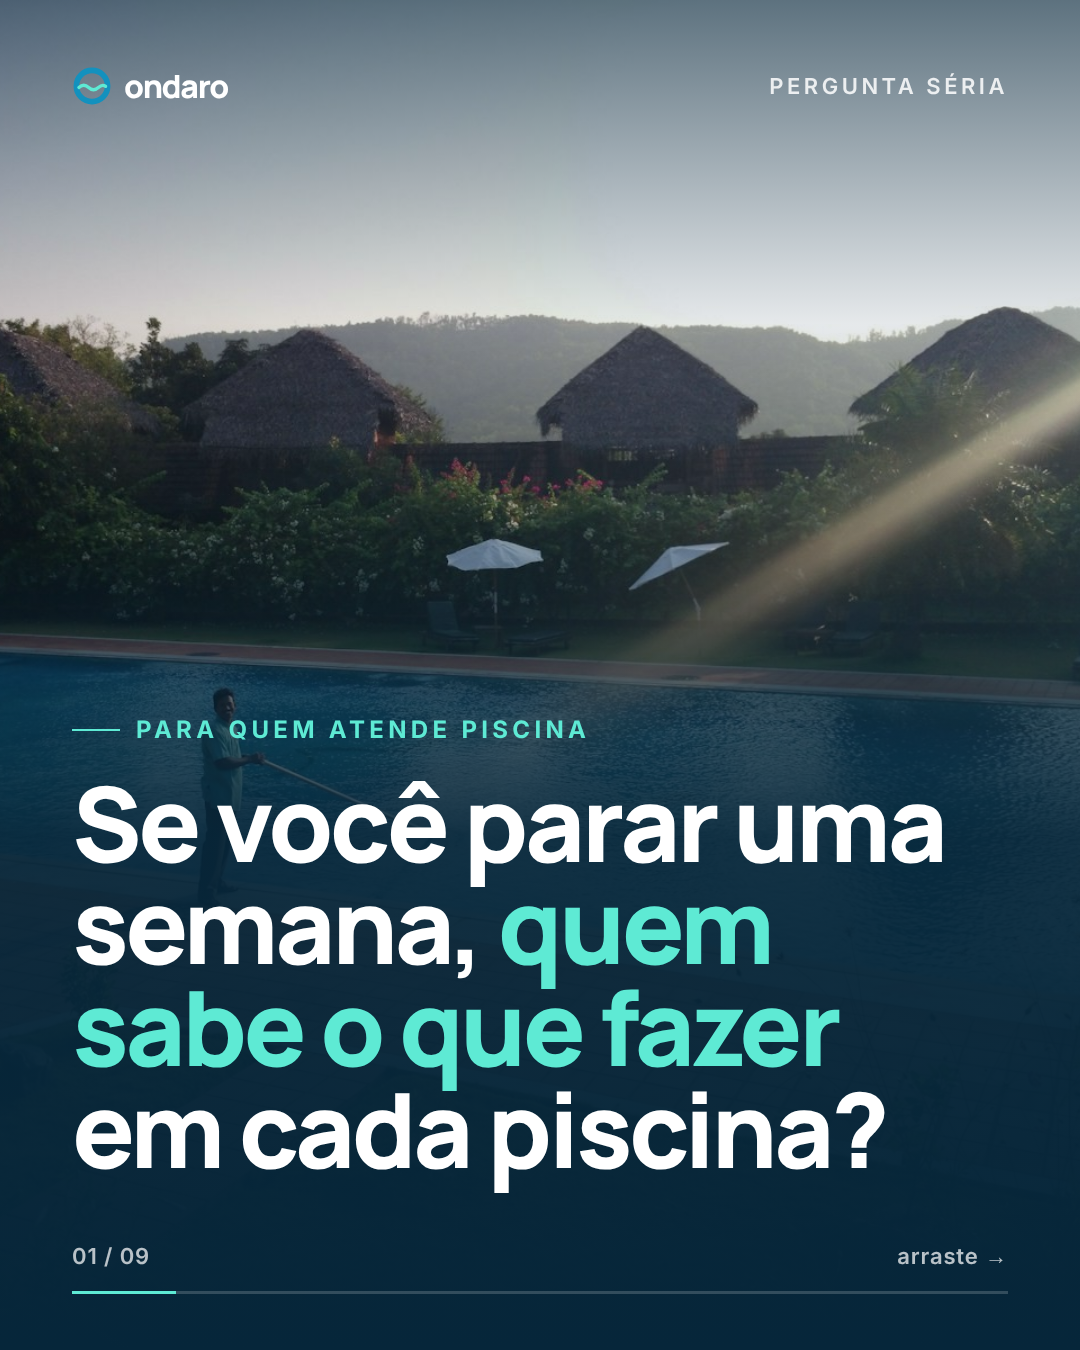 ondaro
PERGUNTA SÉRIA
PARA QUEM ATENDE PISCINA
Se você parar uma
semana, quem
sabe o que fazer
em cada piscina?
01 / 09
arraste →